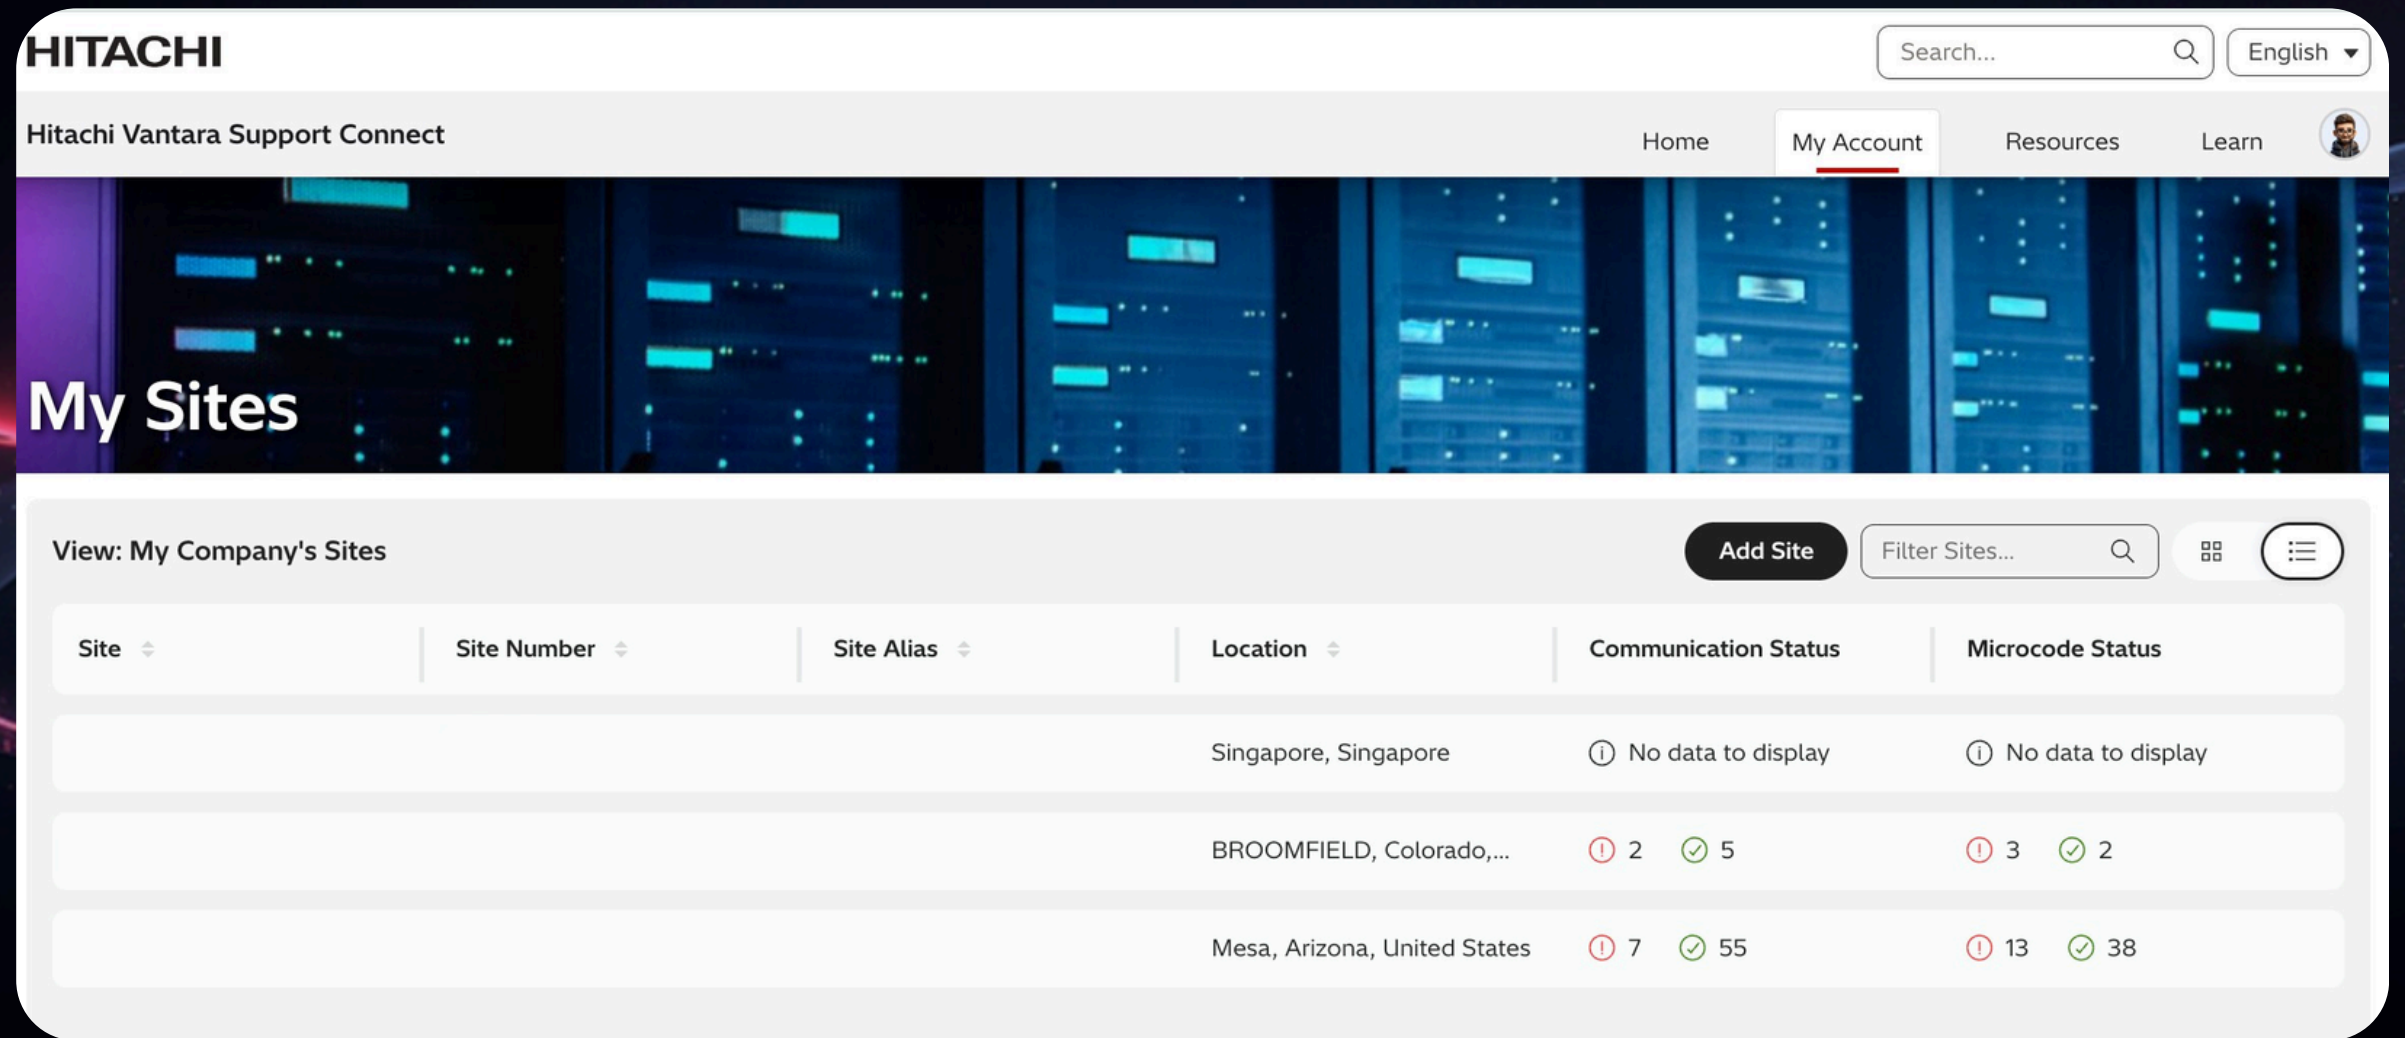 HITACHI
Search...
English
Hitachi Vantara Support Connect
Home
My Account
Resources
Learn
My Sites
View: My Company's Sites
Add Site
Filter Sites...
Site
Site Number
Site Alias
Location
Communication Status
Microcode Status
Singapore, Singapore
No data to display
No data to display
BROOMFIELD, Colorado,...
2
5
3
2
Mesa, Arizona, United States
7
55
13
38